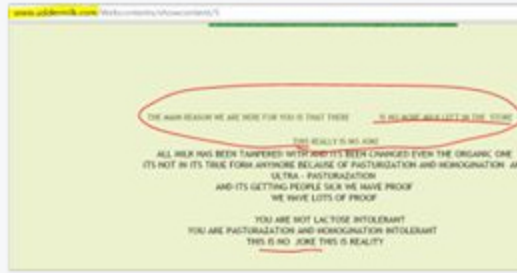 www.uddermilk.com/Webcontents/showcontent/5
THE MAIN REASON WE ARE HERE FOR YOU IS THAT THERE IS NO MORE MILK LEFT IN THE STORE
THIS REALLY IS NO JOKE
ALL MILK HAS BEEN TAMPERED WITH AND ITS BEEN CHANGED EVEN THE ORGANIC ONE
ITS NOT IN ITS TRUE FORM ANYMORE BECAUSE OF PASTURIZATION AND HOMOGINATION
ULTRA - PASTORAZATION
AND ITS GETTING PEOPLE SICK WE HAVE PROOF
WE HAVE LOTS OF PROOF
YOU ARE NOT LACTOSE INTOLERANT
YOU ARE PASTURAZATION AND HOMOGINATION INTOLERANT
THIS IS NO JOKE THIS IS REALITY